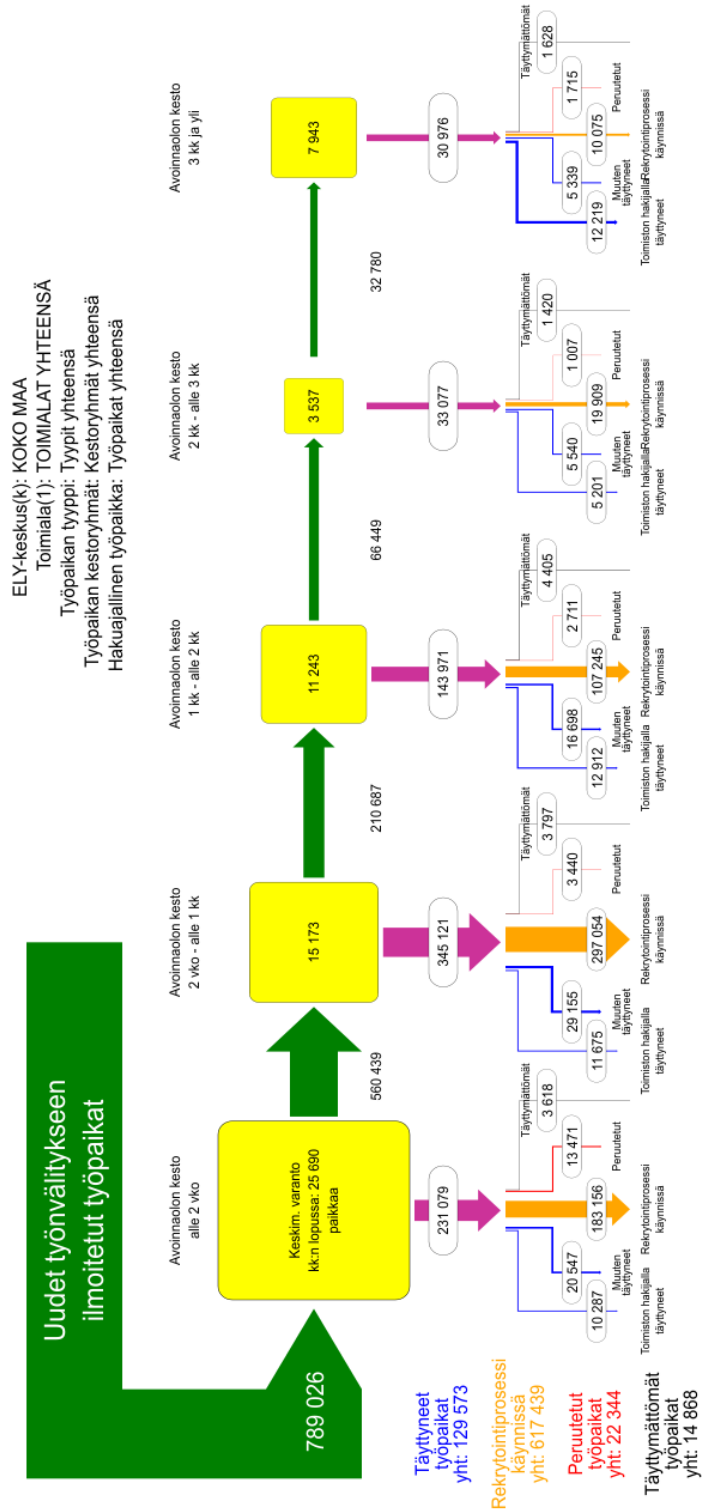 ELY-keskus(k): KOKO MAA
Toimiala(1): TOIMIALAT YHTEENSÄ
Työpaikan tyyppi: Tyypit yhteensä
Työpaikan kestoryhmät: Kestoryhmät yhteensä
Hakuajallinen työpaikka: Työpaikat yhteensä
Uudet työnvälitykseen
ilmoitetut työpaikat
789 026
Avoinnaolon kesto
alle 2 vko
Keskim. varanto
kk:n lopussa: 25 690
paikkaa
560 439
Avoinnaolon kesto
2 vko - alle 1 kk
15 173
210 687
Avoinnaolon kesto
1 kk - alle 2 kk
11 243
66 449
Avoinnaolon kesto
2 kk - alle 3 kk
3 537
32 780
Avoinnaolon kesto
3 kk ja yli
7 943
Täyttyneet
työpaikat
yht: 129 573
Rekrytointiprosessi
käynnissä
yht: 617 439
Peruutetut
työpaikat
yht: 22 344
Täyttymättömät
työpaikat
yht: 14 868
231 079
10 287
Toimiston hakijalla
täyttyneet
20 547
Muuten
täyttyneet
183 156
Rekrytointiprosessi
käynnissä
13 471
Peruutetut
Täyttymättömät
3 618
345 121
11 675
Toimiston hakijalla
täyttyneet
29 155
Muuten
täyttyneet
297 054
Rekrytointiprosessi
käynnissä
3 440
Peruutetut
Täyttymättömät
3 797
143 971
12 912
Toimiston hakijalla
täyttyneet
16 698
Muuten
täyttyneet
107 245
Rekrytointiprosessi
käynnissä
2 711
Peruutetut
Täyttymättömät
4 405
33 077
5 201
Toimiston hakijalla
täyttyneet
5 540
Muuten
täyttyneet
19 909
Rekrytointiprosessi
käynnissä
1 007
Peruutetut
Täyttymättömät
1 420
30 976
12 219
Toimiston hakijalla
täyttyneet
5 339
Muuten
täyttyneet
10 075
Rekrytointiprosessi
käynnissä
1 715
Peruutetut
Täyttymättömät
1 628